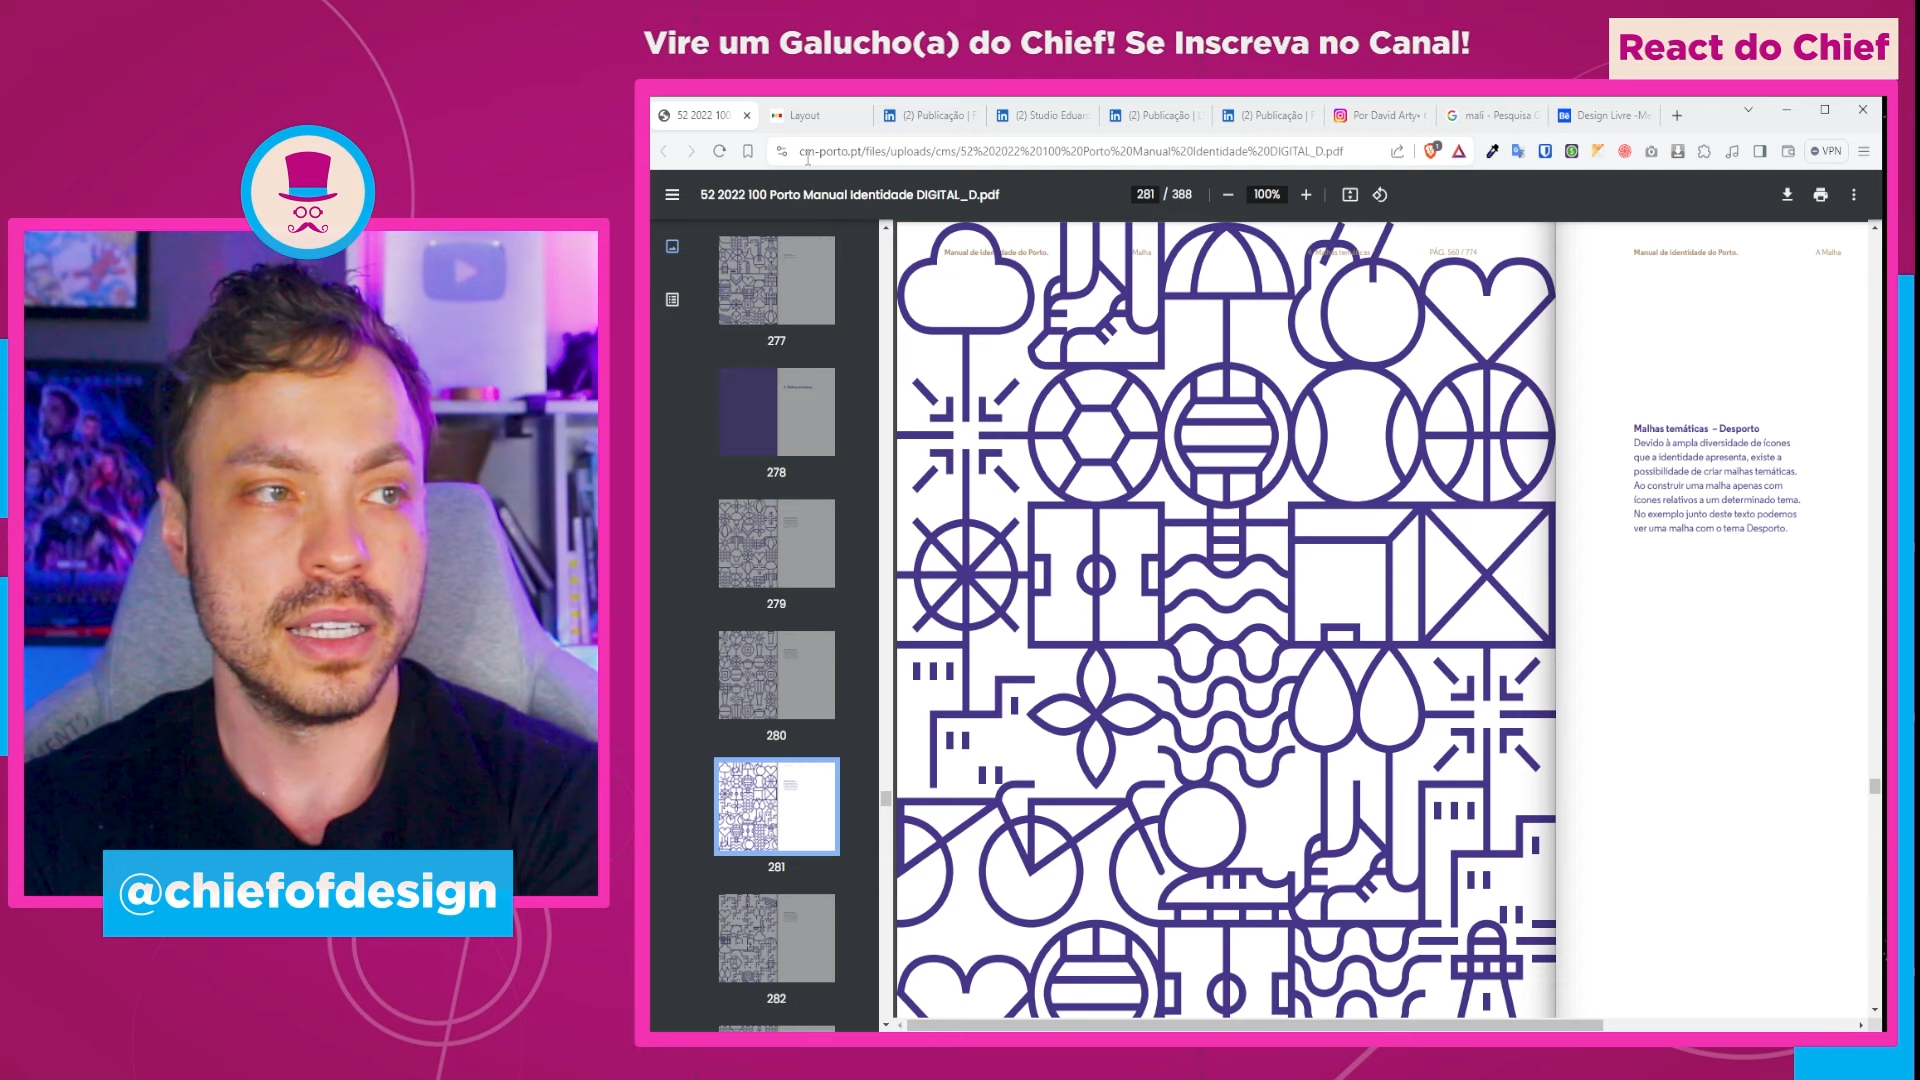 Vire um Galucho(a) do Chief! Se Inscreva no Canal!
React do Chief
52 2022 100
Layout
(2) Publicação | F
(2) Studio Eduar
(2) Publicação | L
(2) Publicação | F
Por David Arty•
mali - Pesquisa G
Design Livre -M
cm-porto.pt/files/uploads/cms/52%202022%20100%20Porto%20Manual%20Identidade%20DIGITAL_D.pdf
VPN
52 2022 100 Porto Manual Identidade DIGITAL_D.pdf
281 / 388
100%
Manual de identidade do Porto.
Malha
Malhas temáticas
PÁG. 560 / 774
Manual de identidade do Porto.
A Malha
277
278
279
280
281
282
Malhas temáticas – Desporto
Devido à ampla diversidade de ícones
que a identidade apresenta, existe a
possibilidade de criar malhas temáticas.
Ao construir uma malha apenas com
ícones relativos a um determinado tema.
No exemplo junto deste texto podemos
ver uma malha com o tema Desporto.
@chiefofdesign